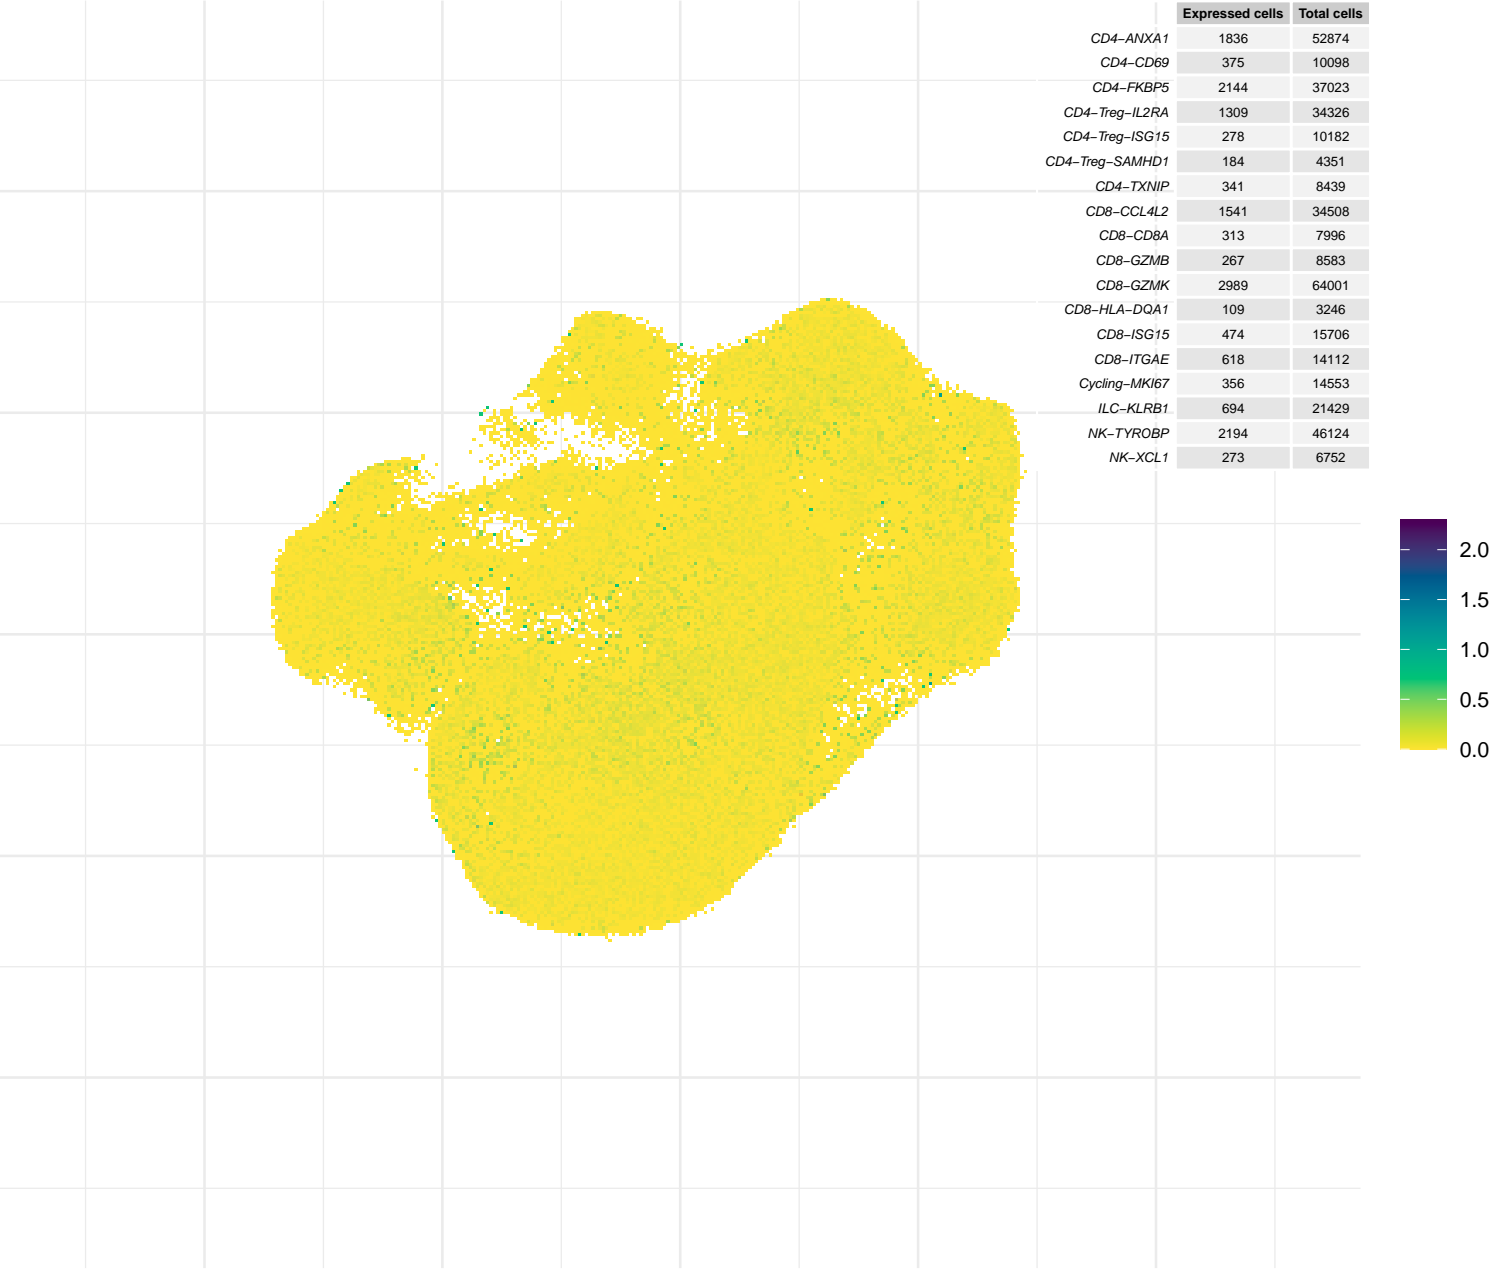 Expressed cells Total cells
CD4−ANXA1 1836 52874
CD4−CD69 375 10098
CD4−FKBP5 2144 37023
CD4−Treg−IL2RA 1309 34326
CD4−Treg−ISG15 278 10182
CD4−Treg−SAMHD1 184 4351
CD4−TXNIP 341 8439
CD8−CCL4L2 1541 34508
CD8−CD8A 313 7996
CD8−GZMB 267 8583
CD8−GZMK 2989 64001
CD8−HLA−DQA1 109 3246
CD8−ISG15 474 15706
CD8−ITGAE 618 14112
Cycling−MKI67 356 14553
ILC−KLRB1 694 21429
NK−TYROBP 2194 46124
NK−XCL1 273 6752
2.0
1.5
1.0
0.5
0.0